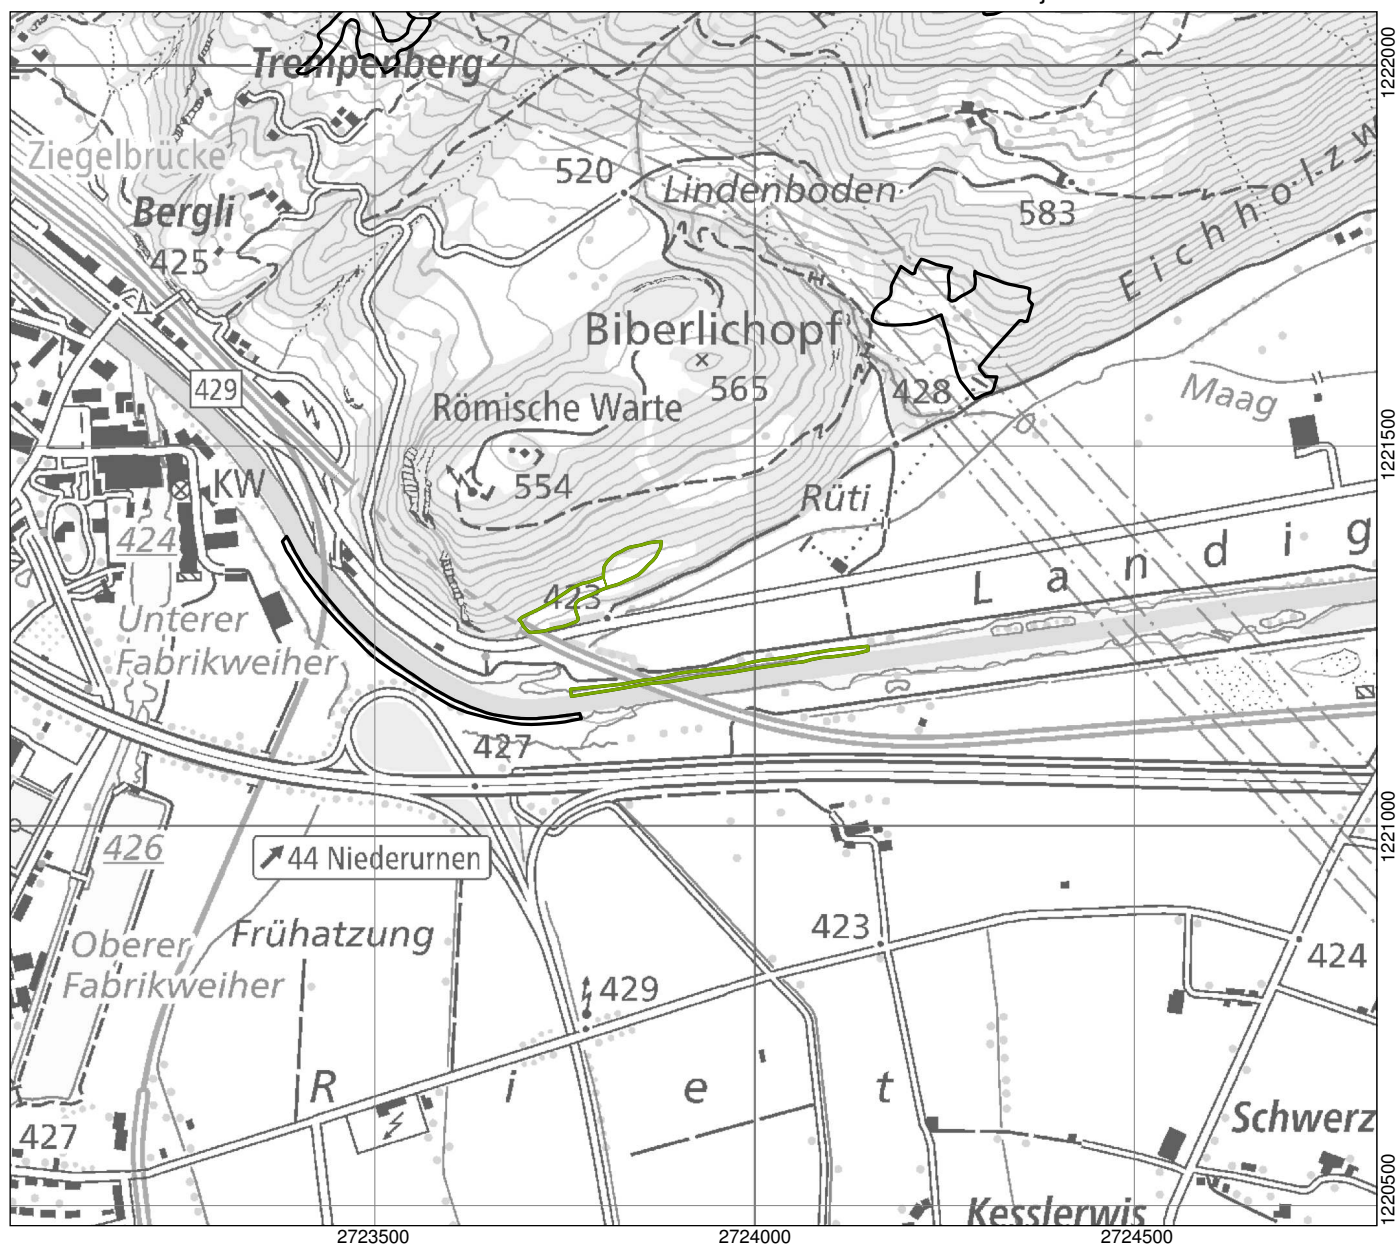 Trempenberg
Ziegelbrücke
520
Lindenboden
583
Bergli
425
Eichholzw
Biberlichopf
565
429
Römische Warte
428
Maag
KW
554
Rüti
424
Landig
423
Unterer
Fabrikweiher
427
426
44 Niederurnen
Frühatzung
423
Oberer
Fabrikweiher
429
424
Riet
427
Schwerz
Kesslerwis
2723500
2724000
2724500
1222000
1221500
1221000
1220500